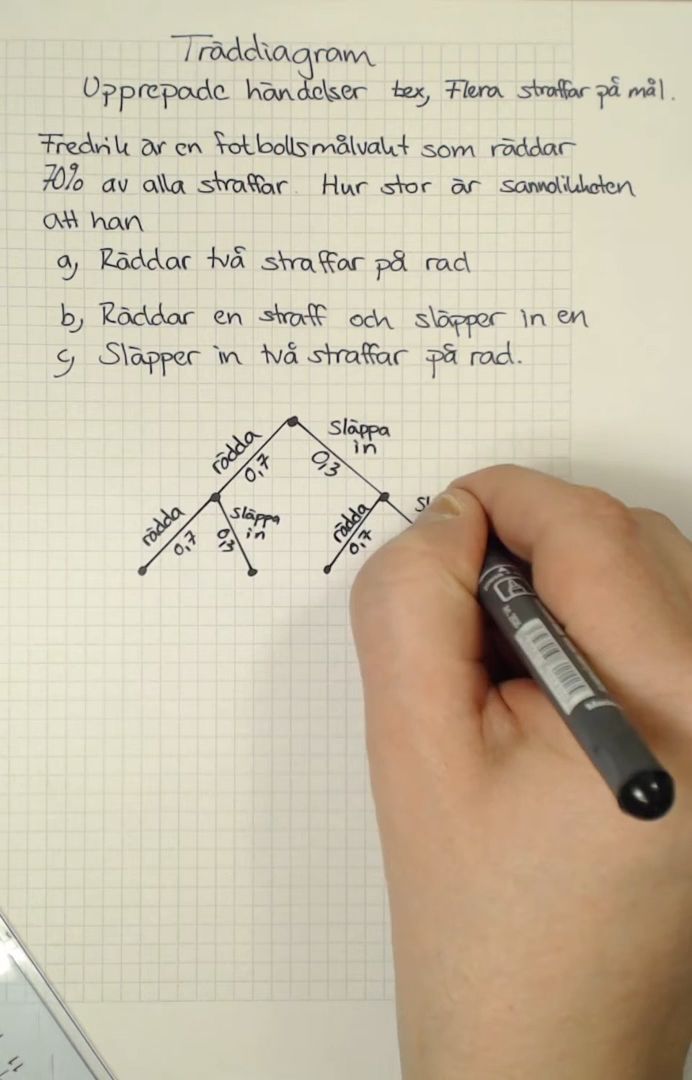 Träddiagram
Upprepade händelser tex, Flera straffar på mål.
Fredrik är en fotbollsmålvakt som räddar
70% av alla straffar. Hur stor är sannolikheten
att han
a, Räddar två straffar på rad
b, Räddar en straff och släpper in en
c, Släpper in två straffar på rad.
rädda
0,7
släppa
in
0,3
rädda
0,7
släppa
in
0,3
rädda
0,7